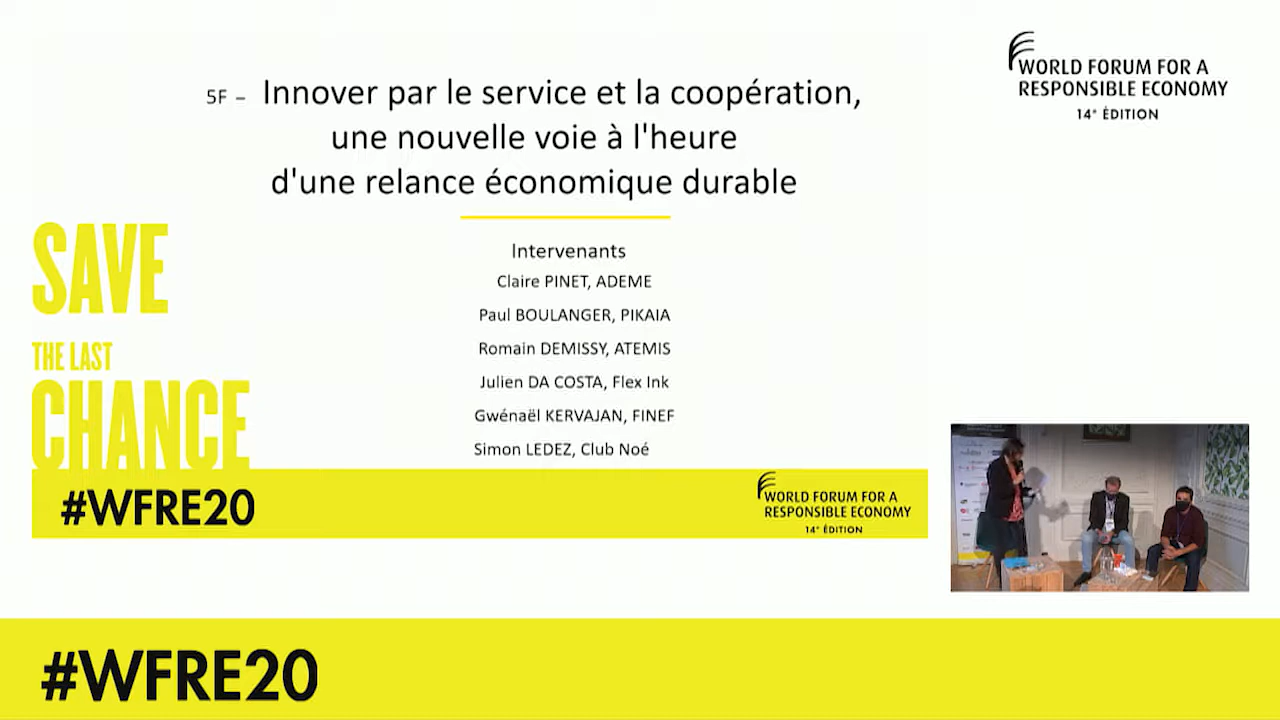 5F – Innover par le service et la coopération,
une nouvelle voie à l'heure
d'une relance économique durable
WORLD FORUM FOR A
RESPONSIBLE ECONOMY
14e ÉDITION
SAVE
THE LAST
CHANCE
Intervenants
Claire PINET, ADEME
Paul BOULANGER, PIKAIA
Romain DEMISSY, ATEMIS
Julien DA COSTA, Flex Ink
Gwénaël KERVAJAN, FINEF
Simon LEDEZ, Club Noé
#WFRE20
WORLD FORUM FOR A
RESPONSIBLE ECONOMY
14e ÉDITION
#WFRE20